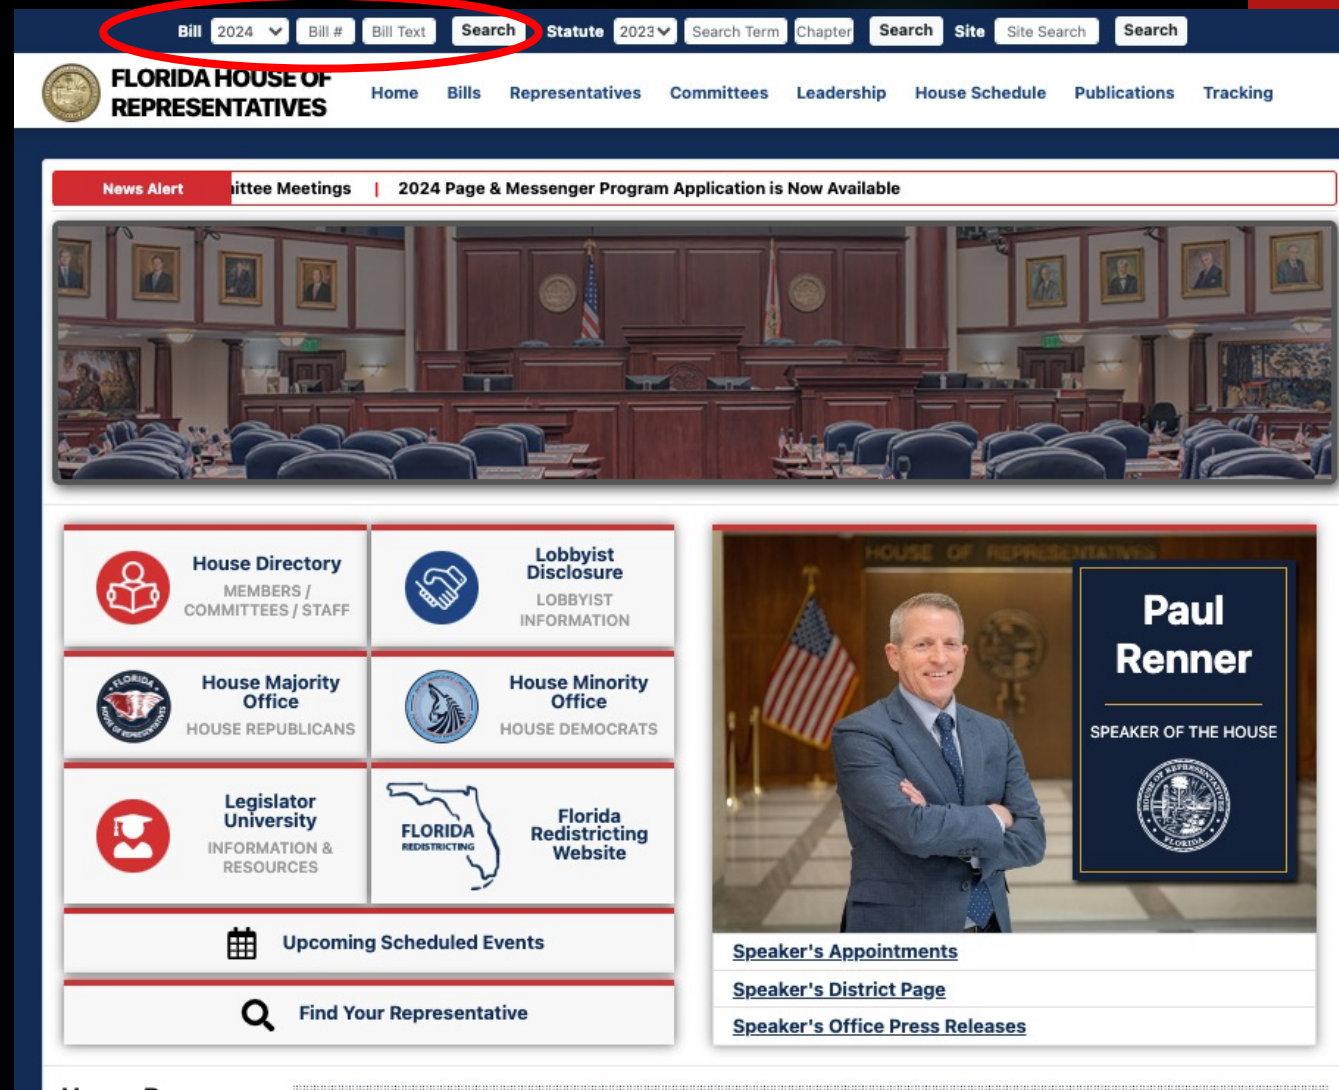 Bill 2024 Bill # Bill Text Search Statute 2023 Search Term Chapter Search Site Site Search Search
FLORIDA HOUSE OF
REPRESENTATIVES
Home Bills Representatives Committees Leadership House Schedule Publications Tracking
News Alert ittee Meetings | 2024 Page & Messenger Program Application is Now Available
House Directory
MEMBERS /
COMMITTEES / STAFF
Lobbyist
Disclosure
LOBBYIST
INFORMATION
House Majority
Office
HOUSE REPUBLICANS
House Minority
Office
HOUSE DEMOCRATS
Legislator
University
INFORMATION &
RESOURCES
FLORIDA
REDISTRICTING
Florida
Redistricting
Website
Upcoming Scheduled Events
Find Your Representative
HOUSE OF REPRESENTATIVES
Paul
Renner
SPEAKER OF THE HOUSE
HOUSE OF REPRESENTATIVES
FLORIDA
Speaker's Appointments
Speaker's District Page
Speaker's Office Press Releases